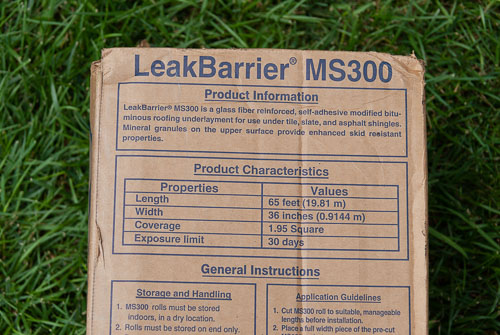 LeakBarrier® MS300
Product Information
LeakBarrier® MS300 is a glass fiber reinforced, self-adhesive modified bitu-
minous roofing underlayment for use under tile, slate, and asphalt shingles.
Mineral granules on the upper surface provide enhanced skid resistant
properties.
Product Characteristics
Properties Values
Length 65 feet (19.81 m)
Width 36 inches (0.9144 m)
Coverage 1.95 Square
Exposure limit 30 days
General Instructions
Storage and Handling
1. MS300 rolls must be stored
indoors, in a dry location.
2. Rolls must be stored on end only.
Application Guidelines
1. Cut MS300 roll to suitable, manageable
lengths before installation.
2. Place a full width piece of the pre-cut